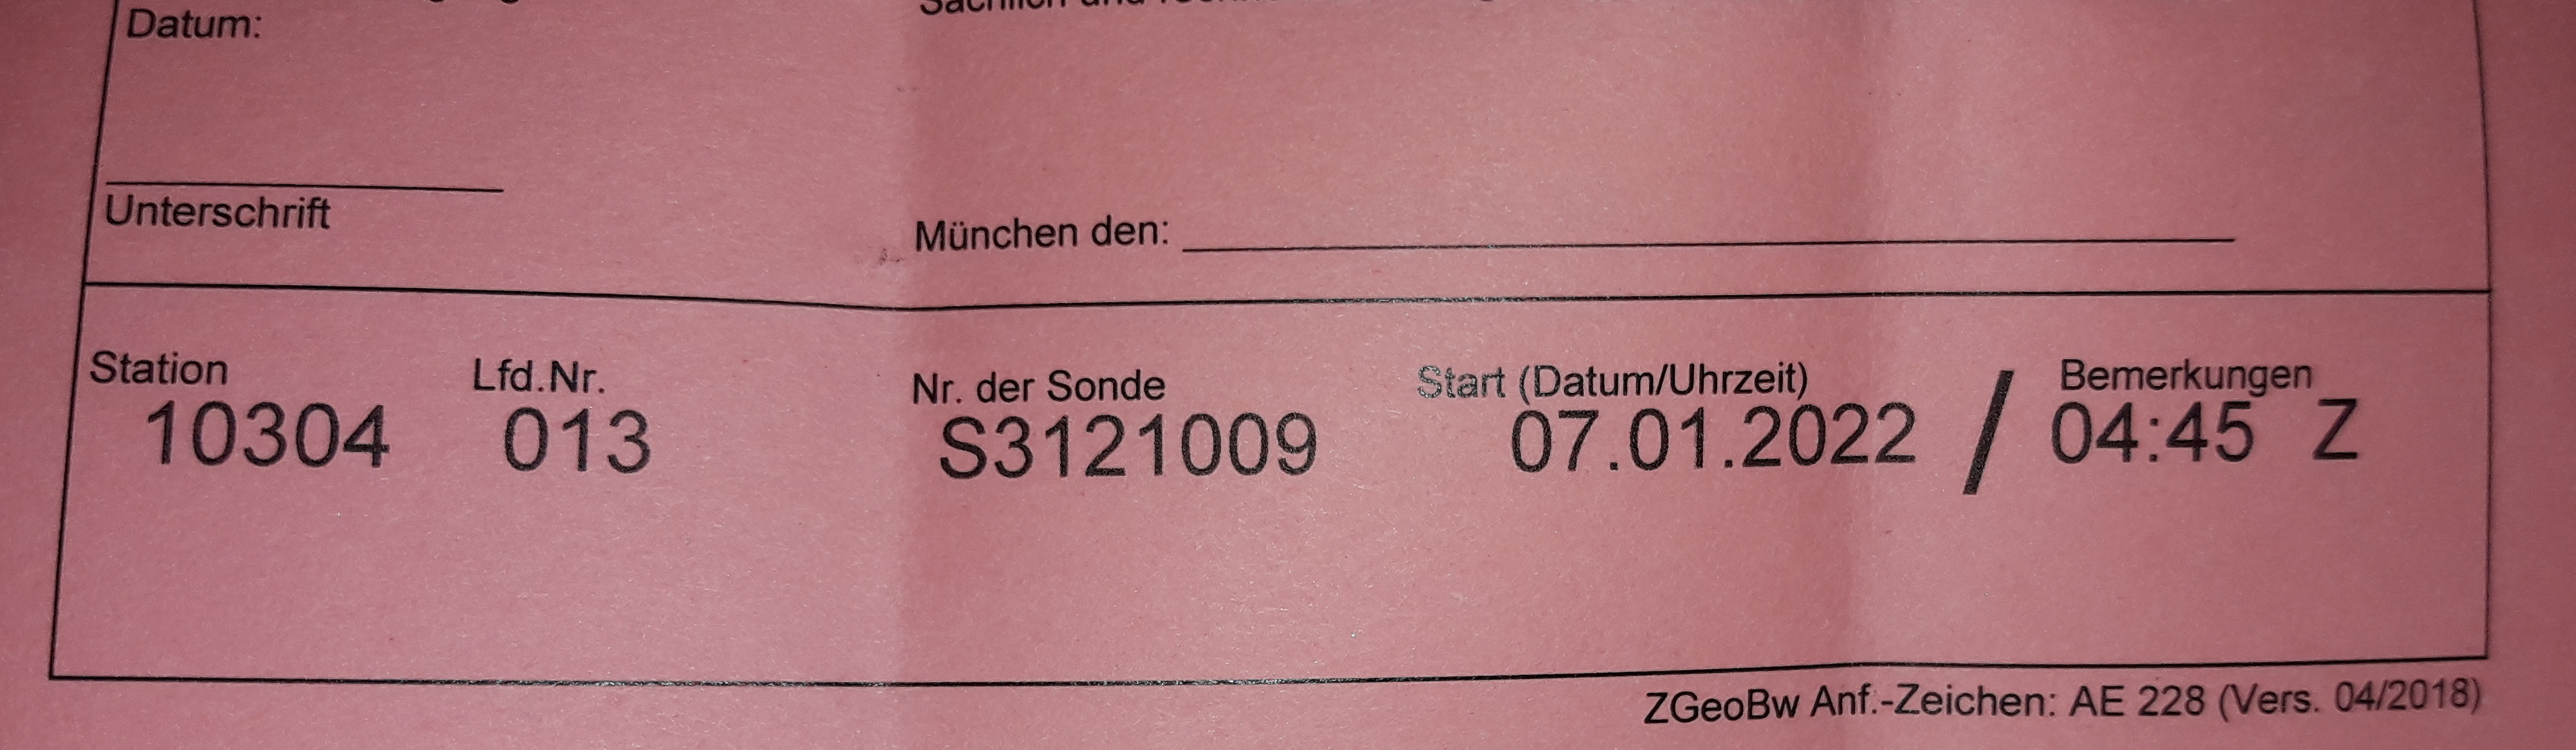 Datum:
Unterschrift
München den:
Station Lfd.Nr. Nr. der Sonde Start (Datum/Uhrzeit) Bemerkungen
10304 013 S3121009 07.01.2022 / 04:45 Z
ZGeoBw Anf.-Zeichen: AE 228 (Vers. 04/2018)